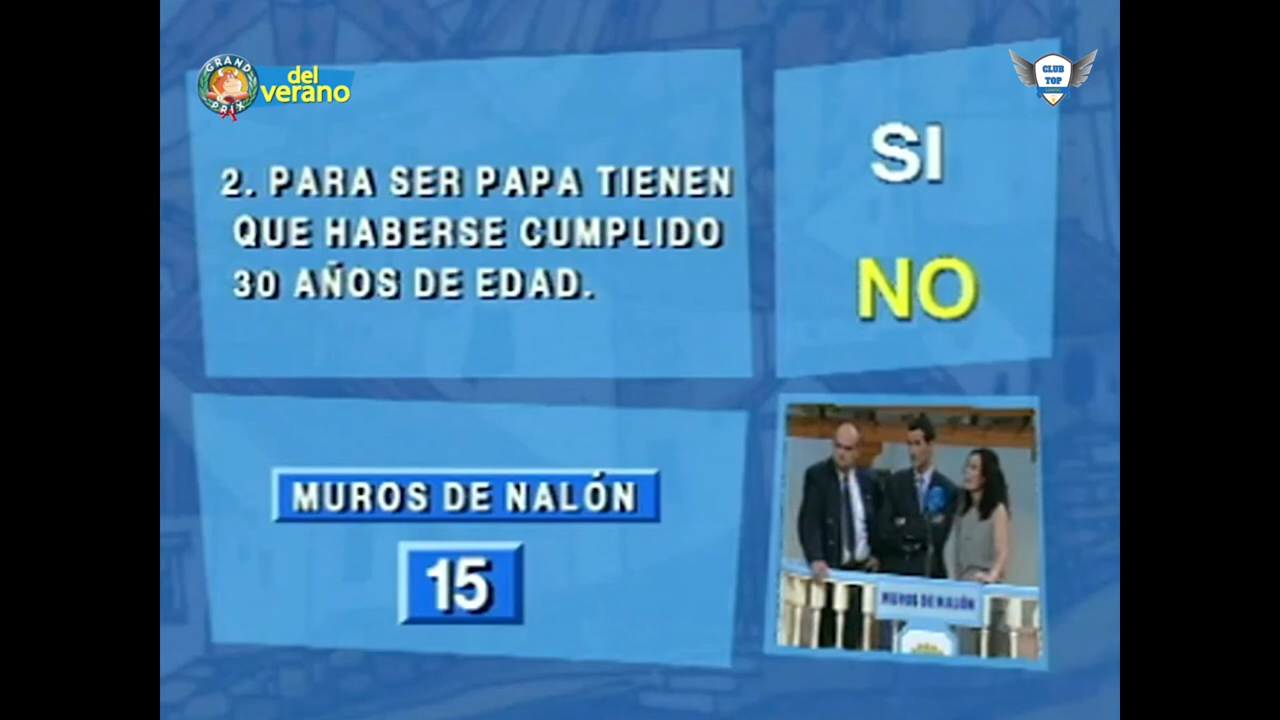 GRAND
PRIX
del
verano
CLUB
TOP
2. PARA SER PAPA TIENEN
QUE HABERSE CUMPLIDO
30 AÑOS DE EDAD.
SI
NO
MUROS DE NALÓN
15
MUROS DE NALÓN